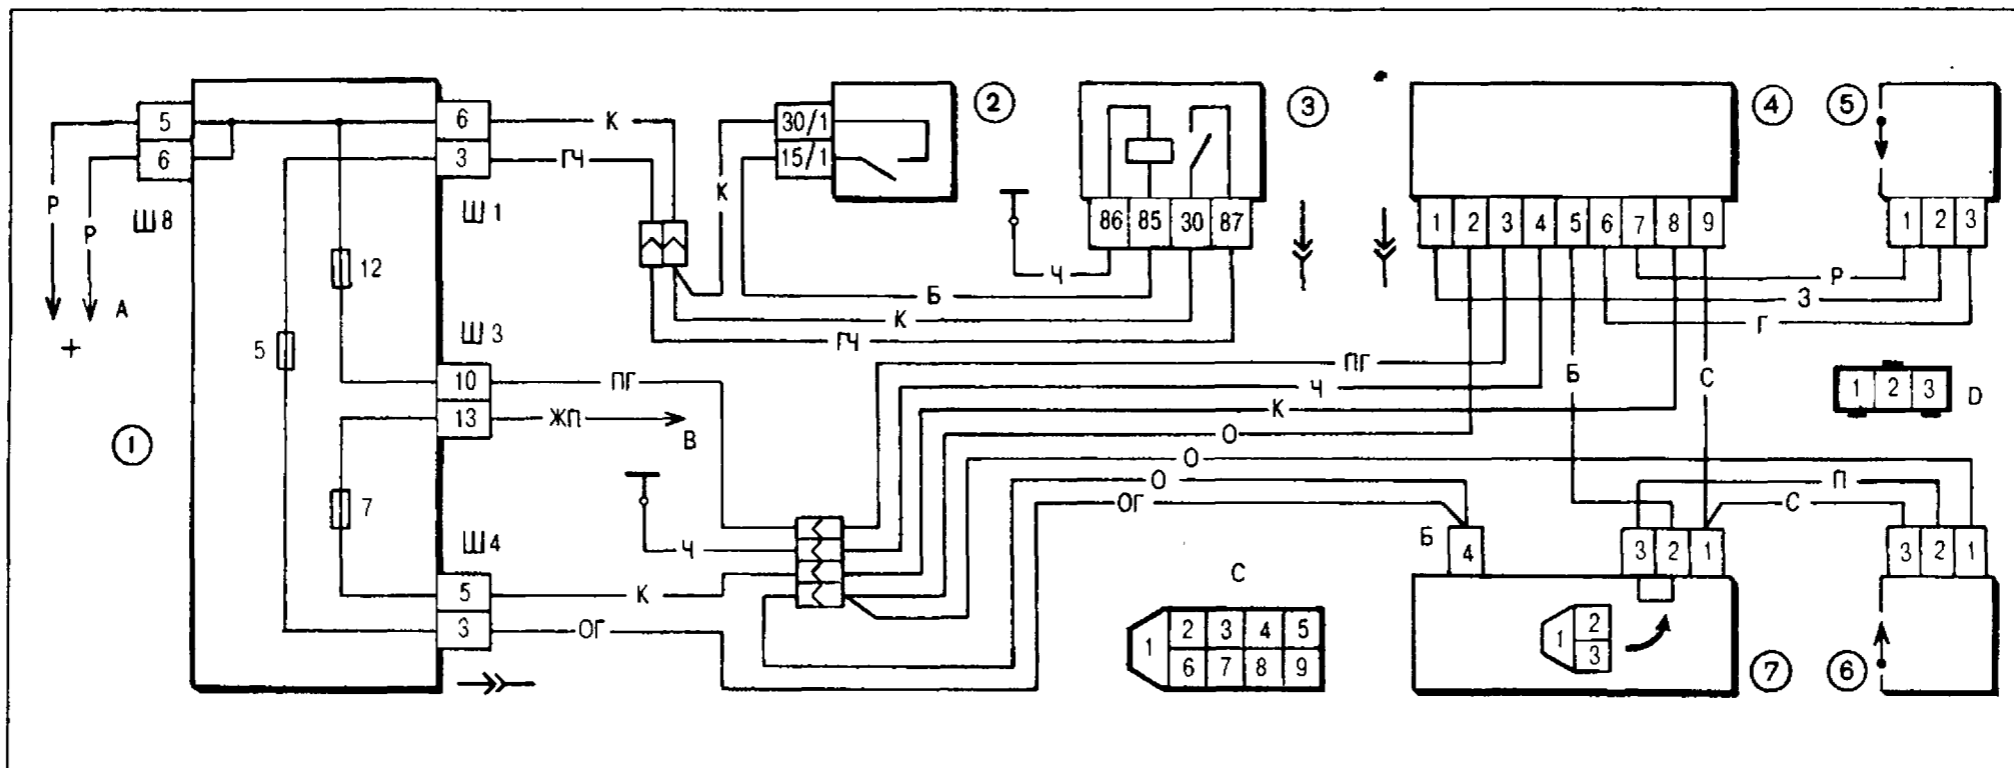 5
6
Ш8
Р
Р
А
+
1
6
3
Ш1
12
5
Ш3
10
13
7
Ш4
5
3
К
ГЧ
ПГ
ЖП
В
Ч
К
ОГ
30/1
15/1
2
К
Ч
Б
К
ГЧ
86 85 30 87
3
1 2 3 4 5 6 7 8 9
4
5
1 2 3
Р
З
Г
ПГ
Ч
К
О
О
О
ОГ
Б
С
1 2 3
D
П
С
Б
4
3 2 1
3 2 1
С
1 2 3 4 5
6 7 8 9
1 2
3
7
6